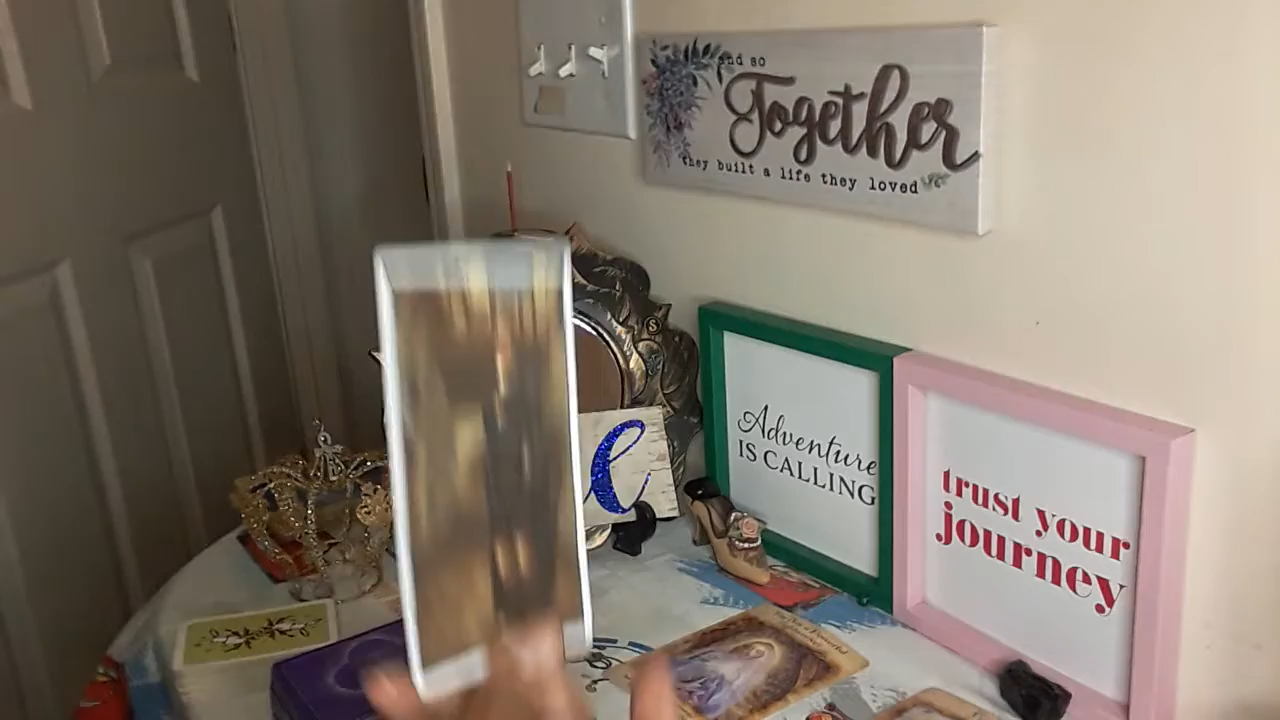 and so
Together
they built a life they loved
e
Adventure
IS CALLING
trust your
journey
S